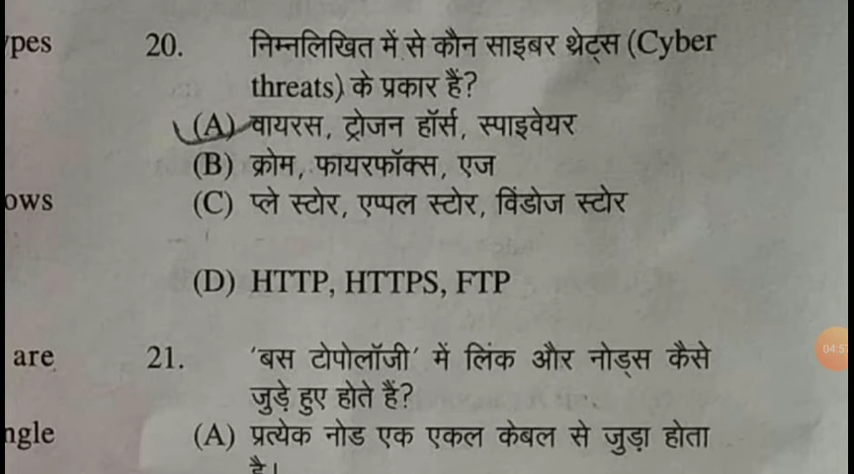 ypes
20. निम्नलिखित में से कौन साइबर थ्रेट्स (Cyber
threats) के प्रकार हैं?
(A) वायरस, ट्रोजन हॉर्स, स्पाइवेयर
(B) क्रोम, फायरफॉक्स, एज
ows
(C) प्ले स्टोर, एप्पल स्टोर, विंडोज स्टोर
(D) HTTP, HTTPS, FTP
are
21. 'बस टोपोलॉजी' में लिंक और नोड्स कैसे
जुड़े हुए होते हैं?
ngle
(A) प्रत्येक नोड एक एकल केबल से जुड़ा होता
है।